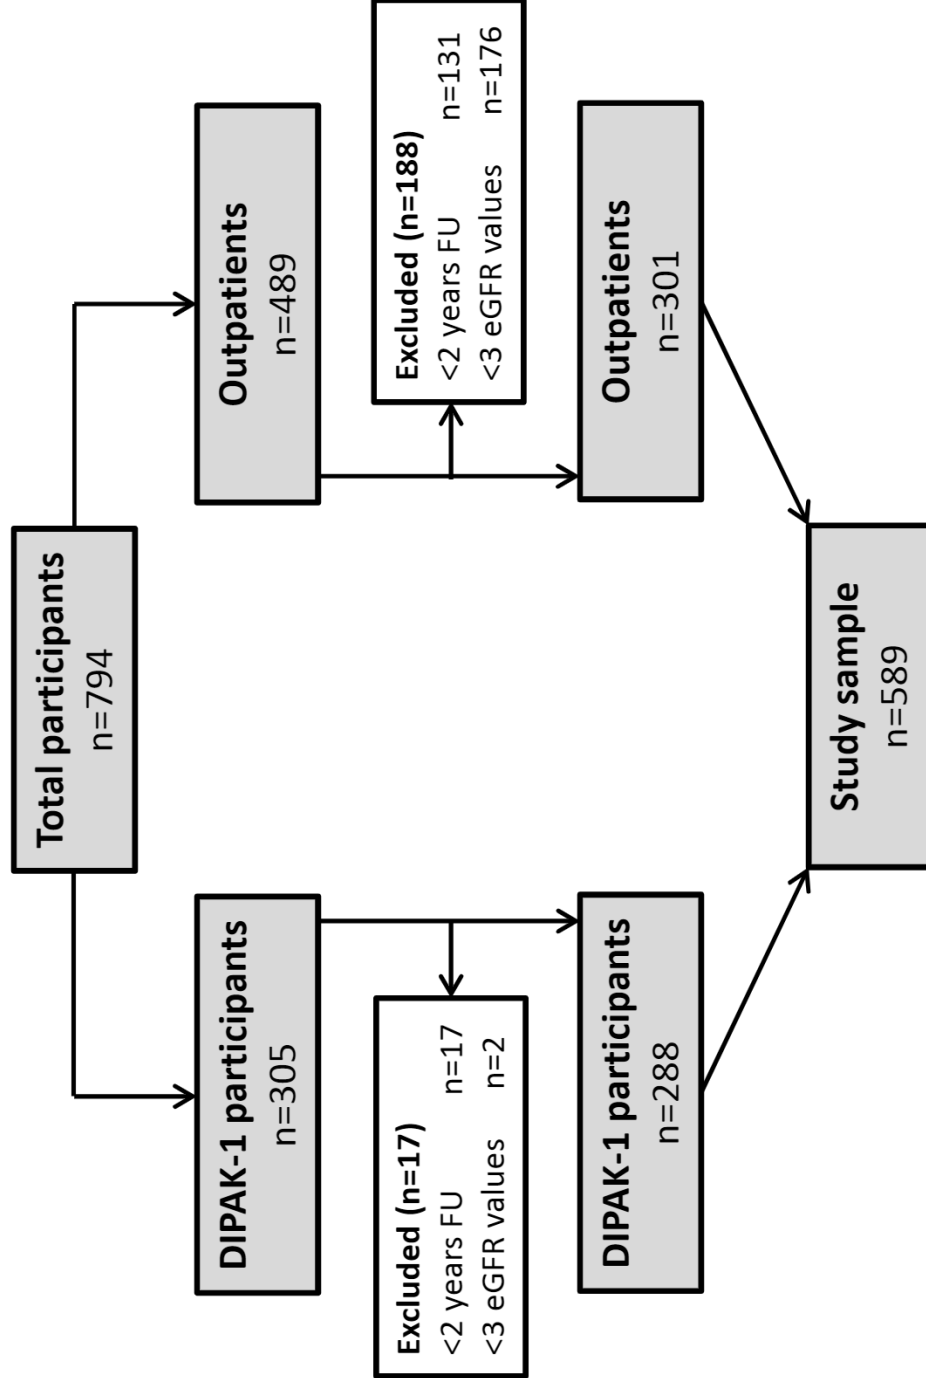 Total participants
n=794
DIPAK-1 participants
n=305
Outpatients
n=489
Excluded (n=17)
<2 years FU n=17
<3 eGFR values n=2
Excluded (n=188)
<2 years FU n=131
<3 eGFR values n=176
DIPAK-1 participants
n=288
Outpatients
n=301
Study sample
n=589